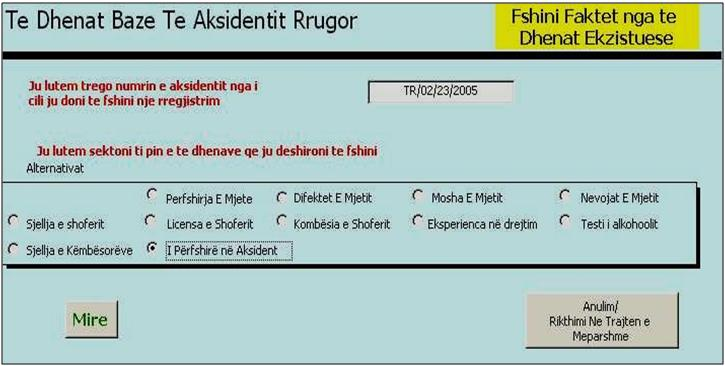 Te Dhenat Baze Te Aksidentit Rrugor
Fshini Faktet nga te
Dhenat Ekzistuese
Ju lutem trego numrin e aksidentit nga i
cili ju doni te fshini nje rregjistrim
TR/02/23/2005
Ju lutem sektoni ti pin e te dhenave qe ju deshironi te fshini
Alternativat
Perfshirja E Mjete
Difektet E Mjetit
Mosha E Mjetit
Nevojat E Mjetit
Sjellja e shoferit
Licensa e Shoferit
Kombësia e Shoferit
Eksperienca në drejtim
Testi i alkohoolit
Sjellja e Këmbësorëve
I Përfshirë në Aksident
Mire
Anulim/
Rikthimi Ne Trajten e
Meparshme